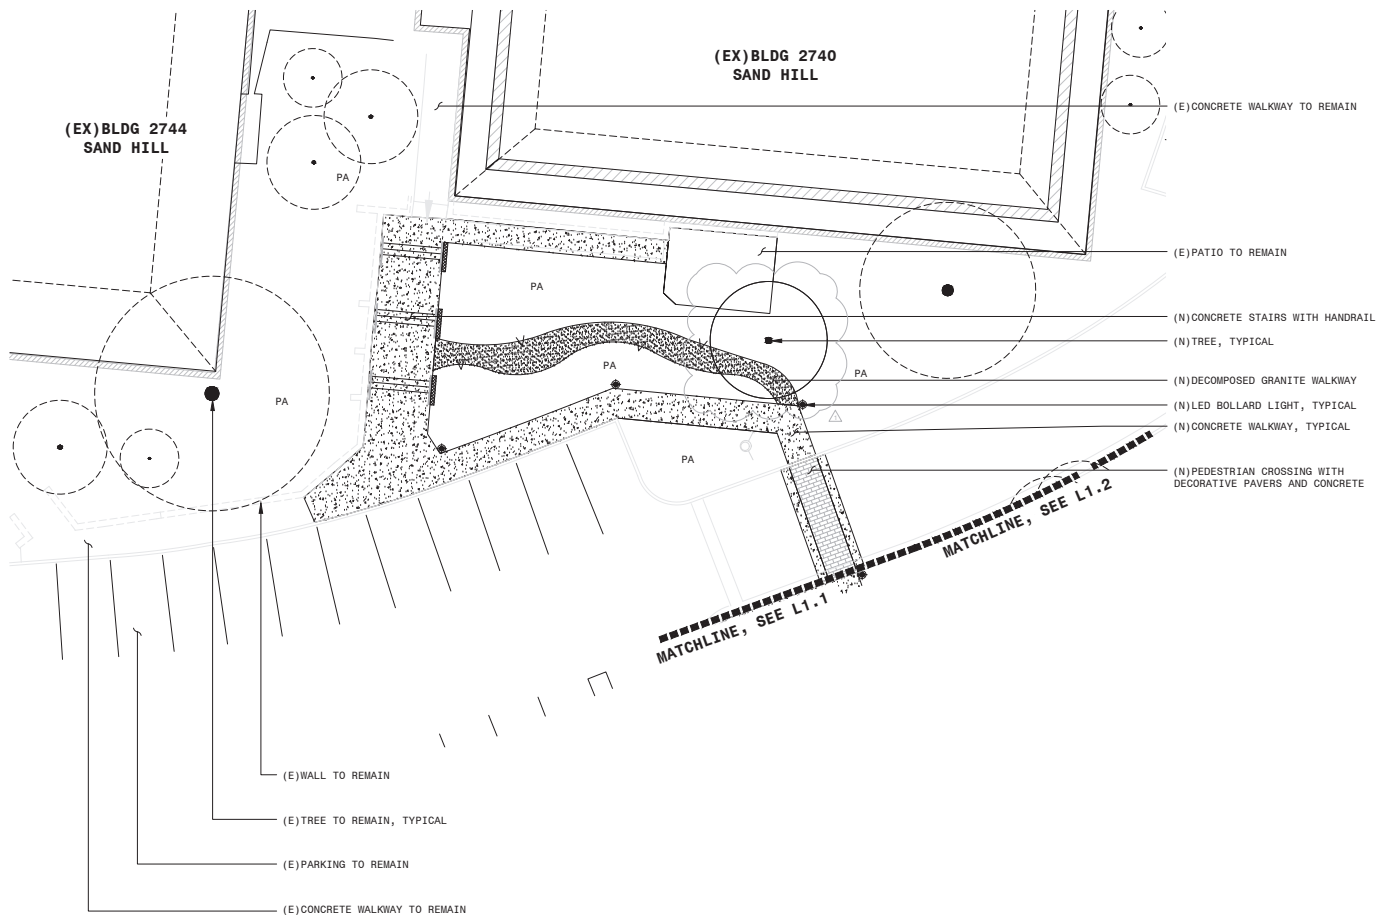 (EX)BLDG 2740
SAND HILL
(EX)BLDG 2744
SAND HILL
(E)CONCRETE WALKWAY TO REMAIN
PA
(E)PATIO TO REMAIN
PA
(N)CONCRETE STAIRS WITH HANDRAIL
(N)TREE, TYPICAL
PA
PA
(N)DECOMPOSED GRANITE WALKWAY
PA
(N)LED BOLLARD LIGHT, TYPICAL
(N)CONCRETE WALKWAY, TYPICAL
PA
(N)PEDESTRIAN CROSSING WITH
DECORATIVE PAVERS AND CONCRETE
MATCHLINE, SEE L1.2
MATCHLINE, SEE L1.1
(E)WALL TO REMAIN
(E)TREE TO REMAIN, TYPICAL
(E)PARKING TO REMAIN
(E)CONCRETE WALKWAY TO REMAIN